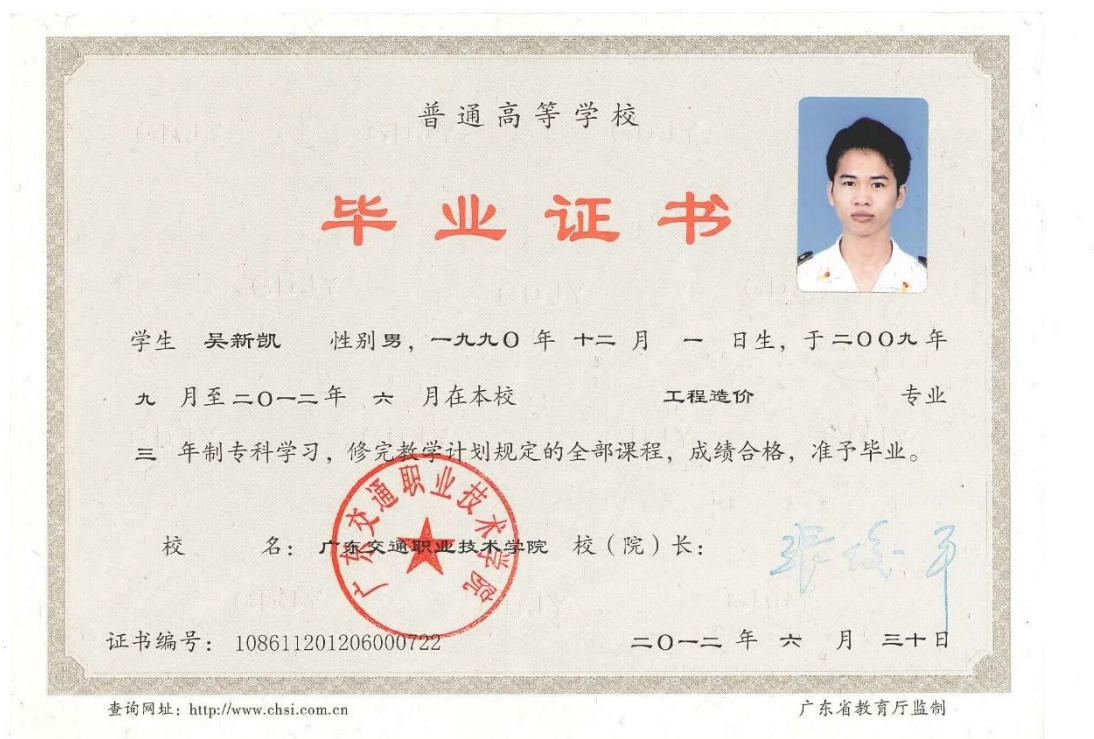 普通高等学校
毕业证书
学生 吴新凯 性别男，一九九0年 十二 月 一 日生，于二00九年
九 月至二0一二年 六 月在本校 工程造价 专业
三 年制专科学习，修完教学计划规定的全部课程，成绩合格，准予毕业。
广东交通职业技术学院
校 名：广东交通职业技术学院 校（院）长：
证书编号：108611201206000722 二0一二 年 六 月 三十日
查询网址：http://www.chsi.com.cn 广东省教育厅监制